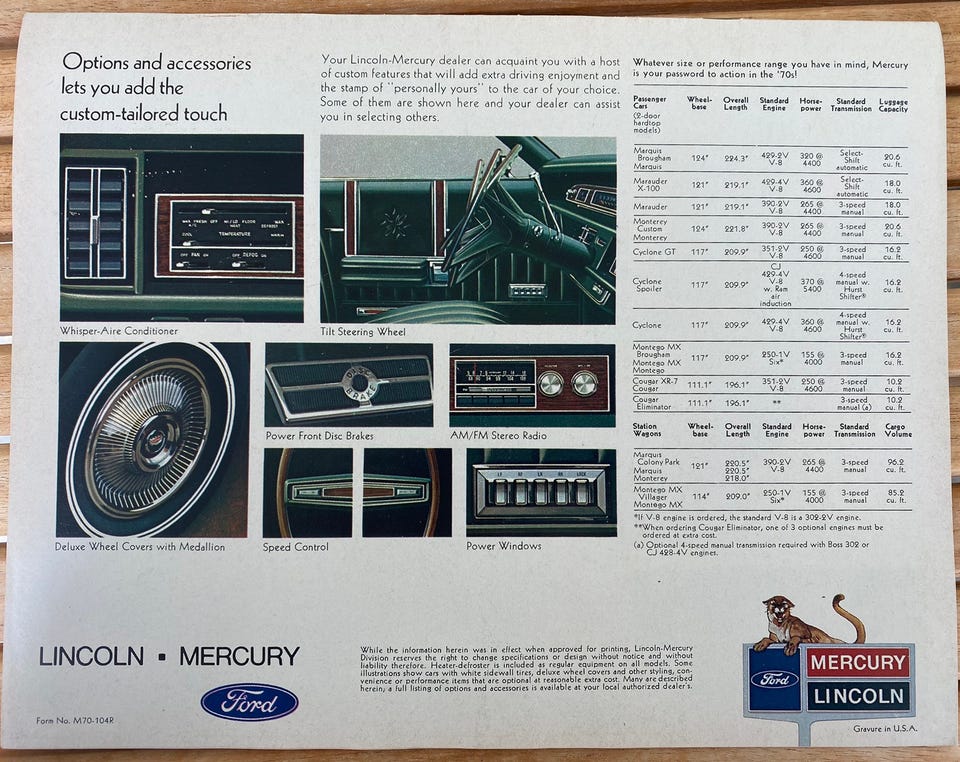 Options and accessories
lets you add the
custom-tailored touch
Your Lincoln-Mercury dealer can acquaint you with a host
of custom features that will add extra driving enjoyment and
the stamp of "personally yours" to the car of your choice.
Some of them are shown here and your dealer can assist
you in selecting others.
Whisper-Aire Conditioner
Tilt Steering Wheel
Deluxe Wheel Covers with Medallion
Power Front Disc Brakes
AM/FM Stereo Radio
Speed Control
Power Windows
TEMPERATURE
LF RF LR RR LOCK
Whatever size or performance range you have in mind, Mercury
is your password to action in the '70s!
Passenger Cars (2-door hardtop models) Wheel-base Overall Length Standard Engine Horse-power Standard Transmission Luggage Capacity
Marquis Brougham Marquis 124" 224.3" 429-2V V-8 320 @ 4400 Select-Shift automatic 20.6 cu. ft.
Marauder X-100 121" 219.1" 429-4V V-8 360 @ 4600 Select-Shift automatic 18.0 cu. ft.
Marauder 121" 219.1" 390-2V V-8 265 @ 4400 3-speed manual 18.0 cu. ft.
Monterey Custom Monterey 124" 221.8" 390-2V V-8 265 @ 4400 3-speed manual 20.6 cu. ft.
Cyclone GT 117" 209.9" 351-2V V-8 250 @ 4600 3-speed manual 16.2 cu. ft.
Cyclone Spoiler 117" 209.9" CJ 429-4V V-8 w. Ram air induction 370 @ 5400 4-speed manual w. Hurst Shifter® 16.2 cu. ft.
Cyclone 117" 209.9" 429-4V V-8 360 @ 4600 4-speed manual w. Hurst Shifter® 16.2 cu. ft.
Montego MX Brougham Montego MX Montego 117" 209.9" 250-1V Six* 155 @ 4000 3-speed manual 16.2 cu. ft.
Cougar XR-7 Cougar 111.1" 196.1" 351-2V V-8 250 @ 4600 3-speed manual 10.2 cu. ft.
Cougar Eliminator 111.1" 196.1" ** 3-speed manual (a) 10.2 cu. ft.
Station Wagons Wheel-base Overall Length Standard Engine Horse-power Standard Transmission Cargo Volume
Marquis Colony Park Marquis Monterey 121" 220.5" 220.5" 218.0" 390-2V V-8 265 @ 4400 3-speed manual 96.2 cu. ft.
Montego MX Villager Montego MX 114" 209.0" 250-1V Six* 155 @ 4000 3-speed manual 85.2 cu. ft.
*If V-8 engine is ordered, the standard V-8 is a 302-2V engine.
**When ordering Cougar Eliminator, one of 3 optional engines must be
ordered at extra cost.
(a) Optional 4-speed manual transmission required with Boss 302 or
CJ 428-4V engines.
LINCOLN ▪ MERCURY
Ford
Form No. M70-104R
While the information herein was in effect when approved for printing, Lincoln-Mercury
Division reserves the right to change specifications or design without notice and without
liability therefore. Heater-defroster is included as regular equipment on all models. Some
illustrations show cars with white sidewall tires, deluxe wheel covers and other styling, con-
venience or performance items that are optional at reasonable extra cost. Many are described
herein; a full listing of options and accessories is available at your local authorized dealer's.
Ford
MERCURY
LINCOLN
Gravure in U.S.A.